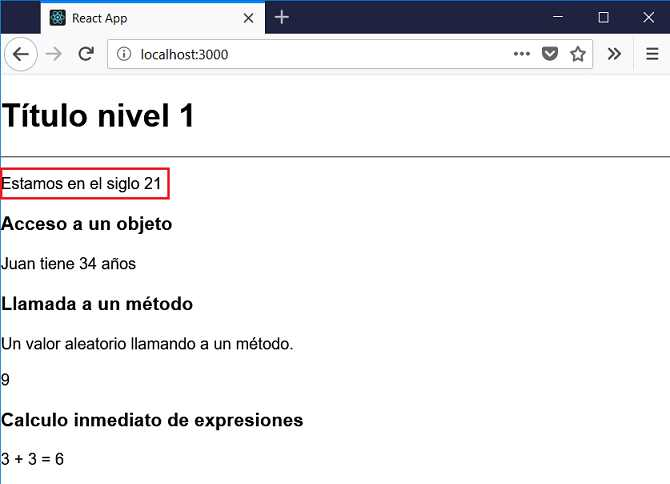 React App
localhost:3000
Título nivel 1
Estamos en el siglo 21
Acceso a un objeto
Juan tiene 34 años
Llamada a un método
Un valor aleatorio llamando a un método.
9
Calculo inmediato de expresiones
3 + 3 = 6